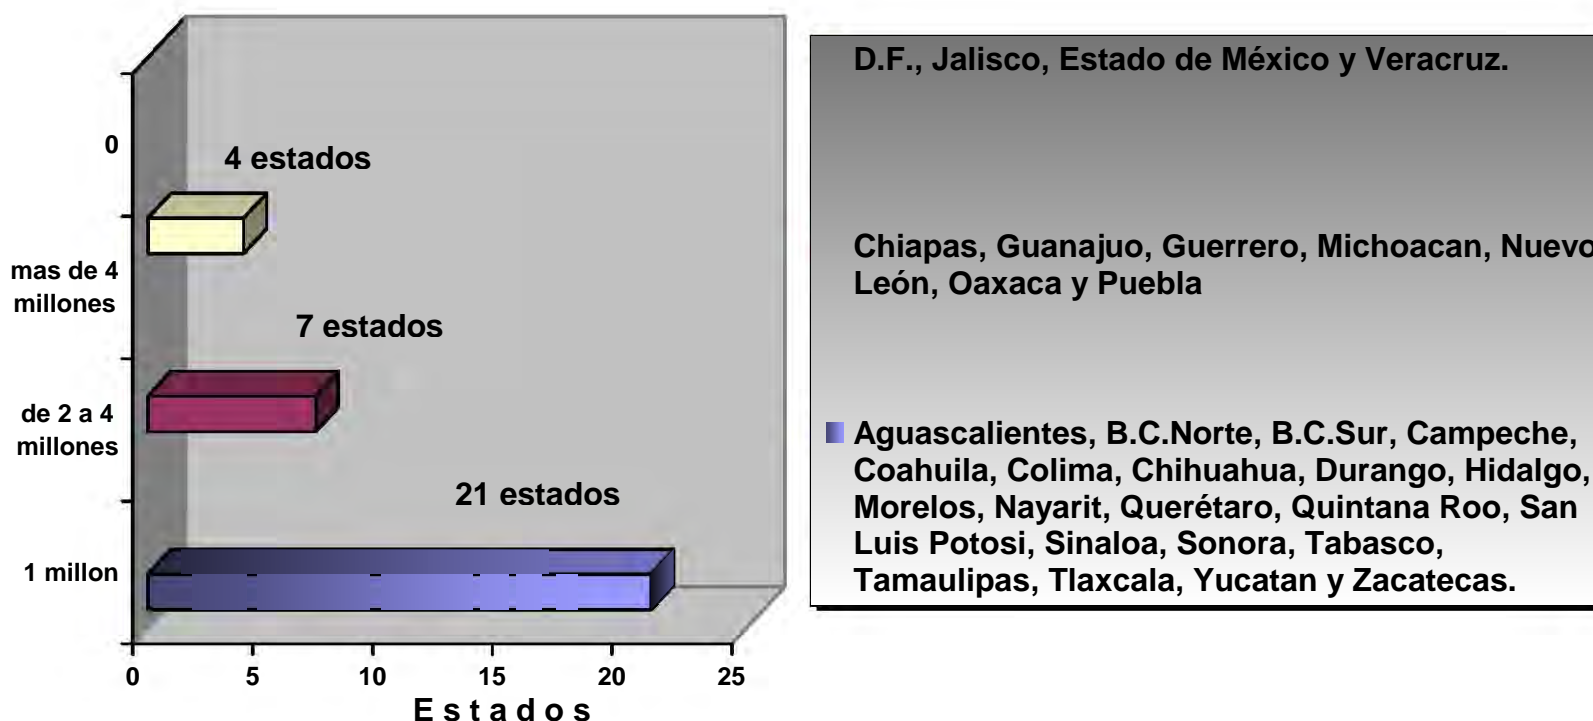 0
4 estados
mas de 4
millones
7 estados
de 2 a 4
millones
21 estados
1 millon
0 5 10 15 20 25
Estados
D.F., Jalisco, Estado de México y Veracruz.
Chiapas, Guanajuo, Guerrero, Michoacan, Nuevo
León, Oaxaca y Puebla
Aguascalientes, B.C.Norte, B.C.Sur, Campeche,
Coahuila, Colima, Chihuahua, Durango, Hidalgo,
Morelos, Nayarit, Querétaro, Quintana Roo, San
Luis Potosi, Sinaloa, Sonora, Tabasco,
Tamaulipas, Tlaxcala, Yucatan y Zacatecas.